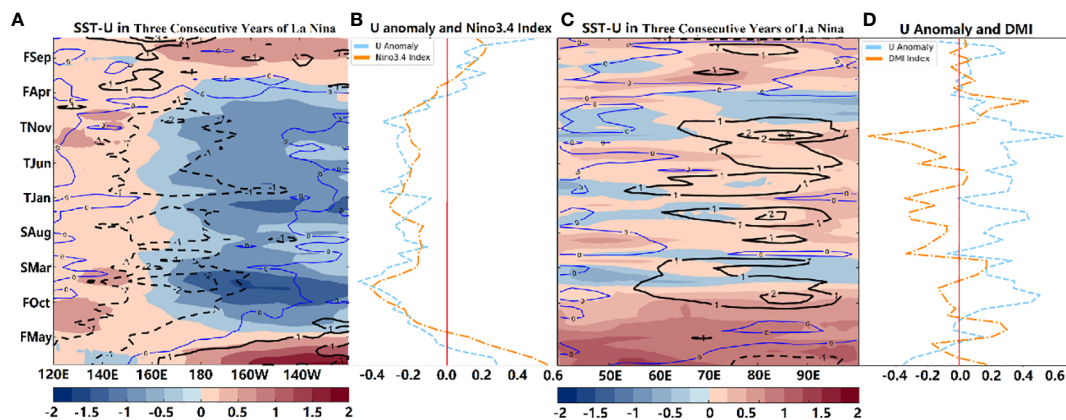 A
SST-U in Three Consecutive Years of La Nina
B
U anomaly and Nino3.4 Index
C
SST-U in Three Consecutive Years of La Nina
D
U Anomaly and DMI
U Anomaly
Nino3.4 Index
U Anomaly
DMI Index
FSep
FApr
TNov
TJun
TJan
SAug
SMar
FOct
FMay
120E 140E 160E 180 160W 140W
-0.4 -0.2 0.0 0.2 0.4 0.6
50E 60E 70E 80E 90E
-0.4 -0.2 0.0 0.2 0.4 0.6
-2 -1.5 -1 -0.5 0 0.5 1 1.5 2
-2 -1.5 -1 -0.5 0 0.5 1 1.5 2